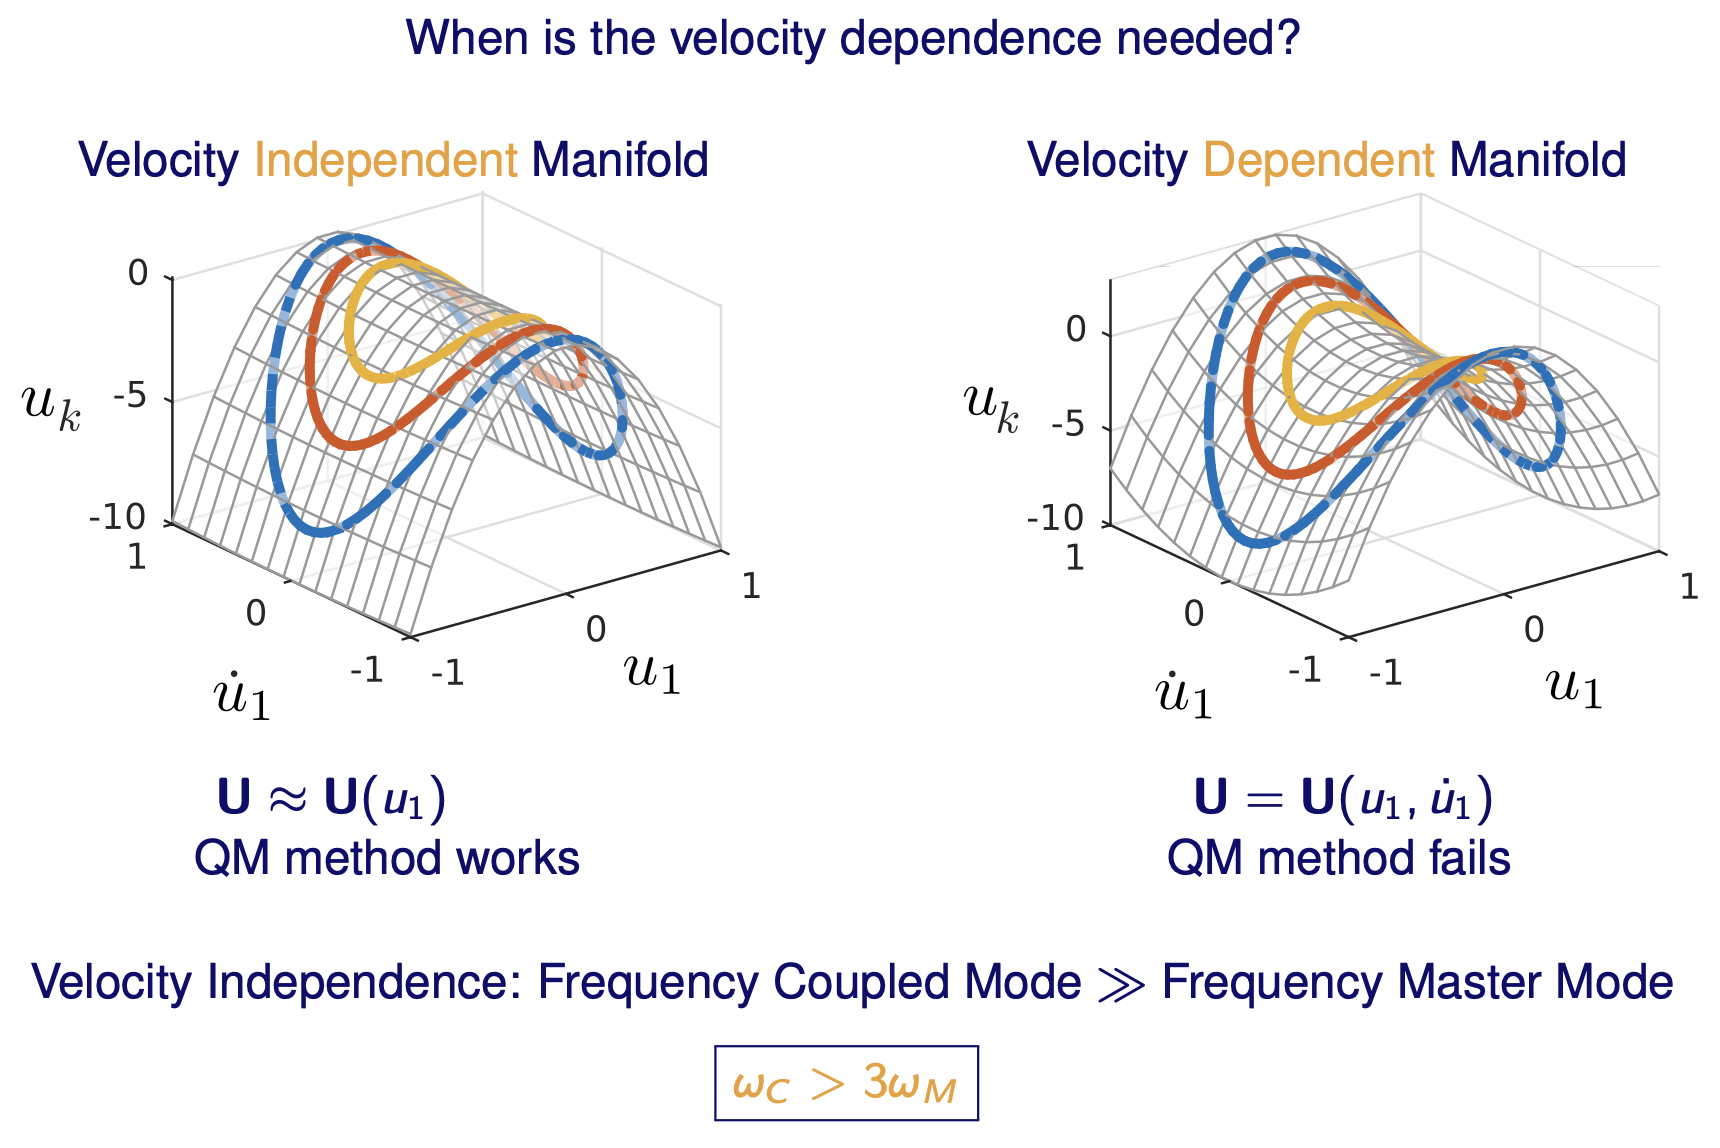 When is the velocity dependence needed?
Velocity Independent Manifold
0
-5
-10
u_k
1
0
-1
u̇_1
-1
0
1
u_1
U ≈ U(u_1)
QM method works
Velocity Dependent Manifold
0
-5
-10
u_k
1
0
-1
u̇_1
-1
0
1
u_1
U = U(u_1, u̇_1)
QM method fails
Velocity Independence: Frequency Coupled Mode ≫ Frequency Master Mode
ω_C > 3ω_M